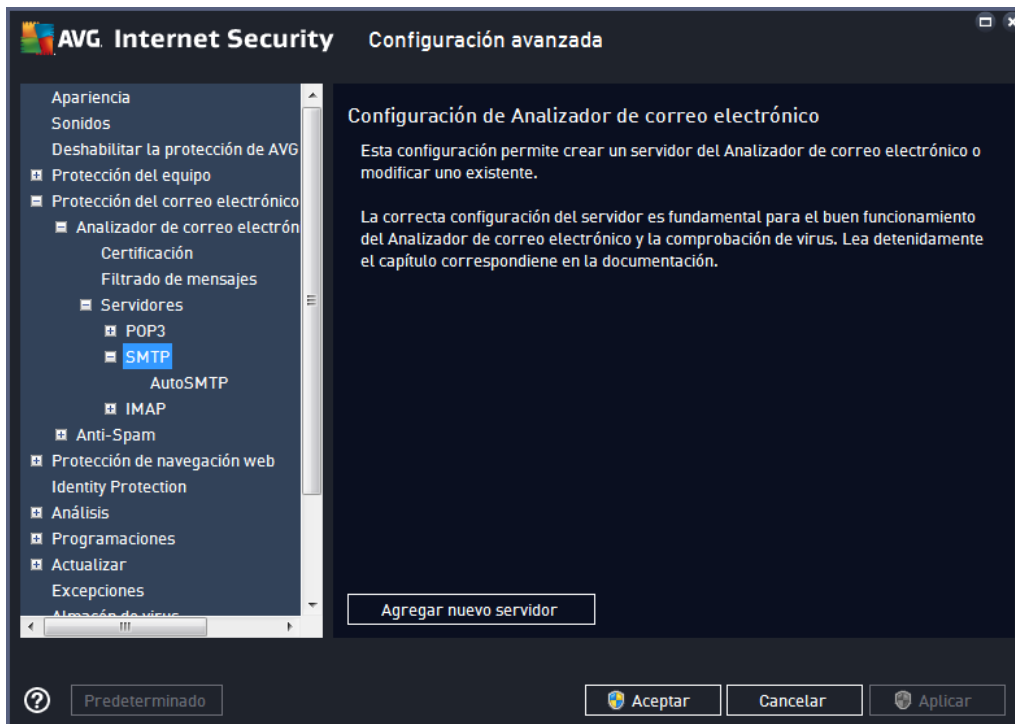 AVG Internet Security Configuración avanzada
Apariencia
Sonidos
Deshabilitar la protección de AVG
Protección del equipo
Protección del correo electrónico
Analizador de correo electrón
Certificación
Filtrado de mensajes
Servidores
POP3
SMTP
AutoSMTP
IMAP
Anti-Spam
Protección de navegación web
Identity Protection
Análisis
Programaciones
Actualizar
Excepciones
Almacén de virus
Configuración de Analizador de correo electrónico
Esta configuración permite crear un servidor del Analizador de correo electrónico o
modificar uno existente.
La correcta configuración del servidor es fundamental para el buen funcionamiento
del Analizador de correo electrónico y la comprobación de virus. Lea detenidamente
el capítulo correspondiene en la documentación.
Agregar nuevo servidor
?
Predeterminado
Aceptar
Cancelar
Aplicar